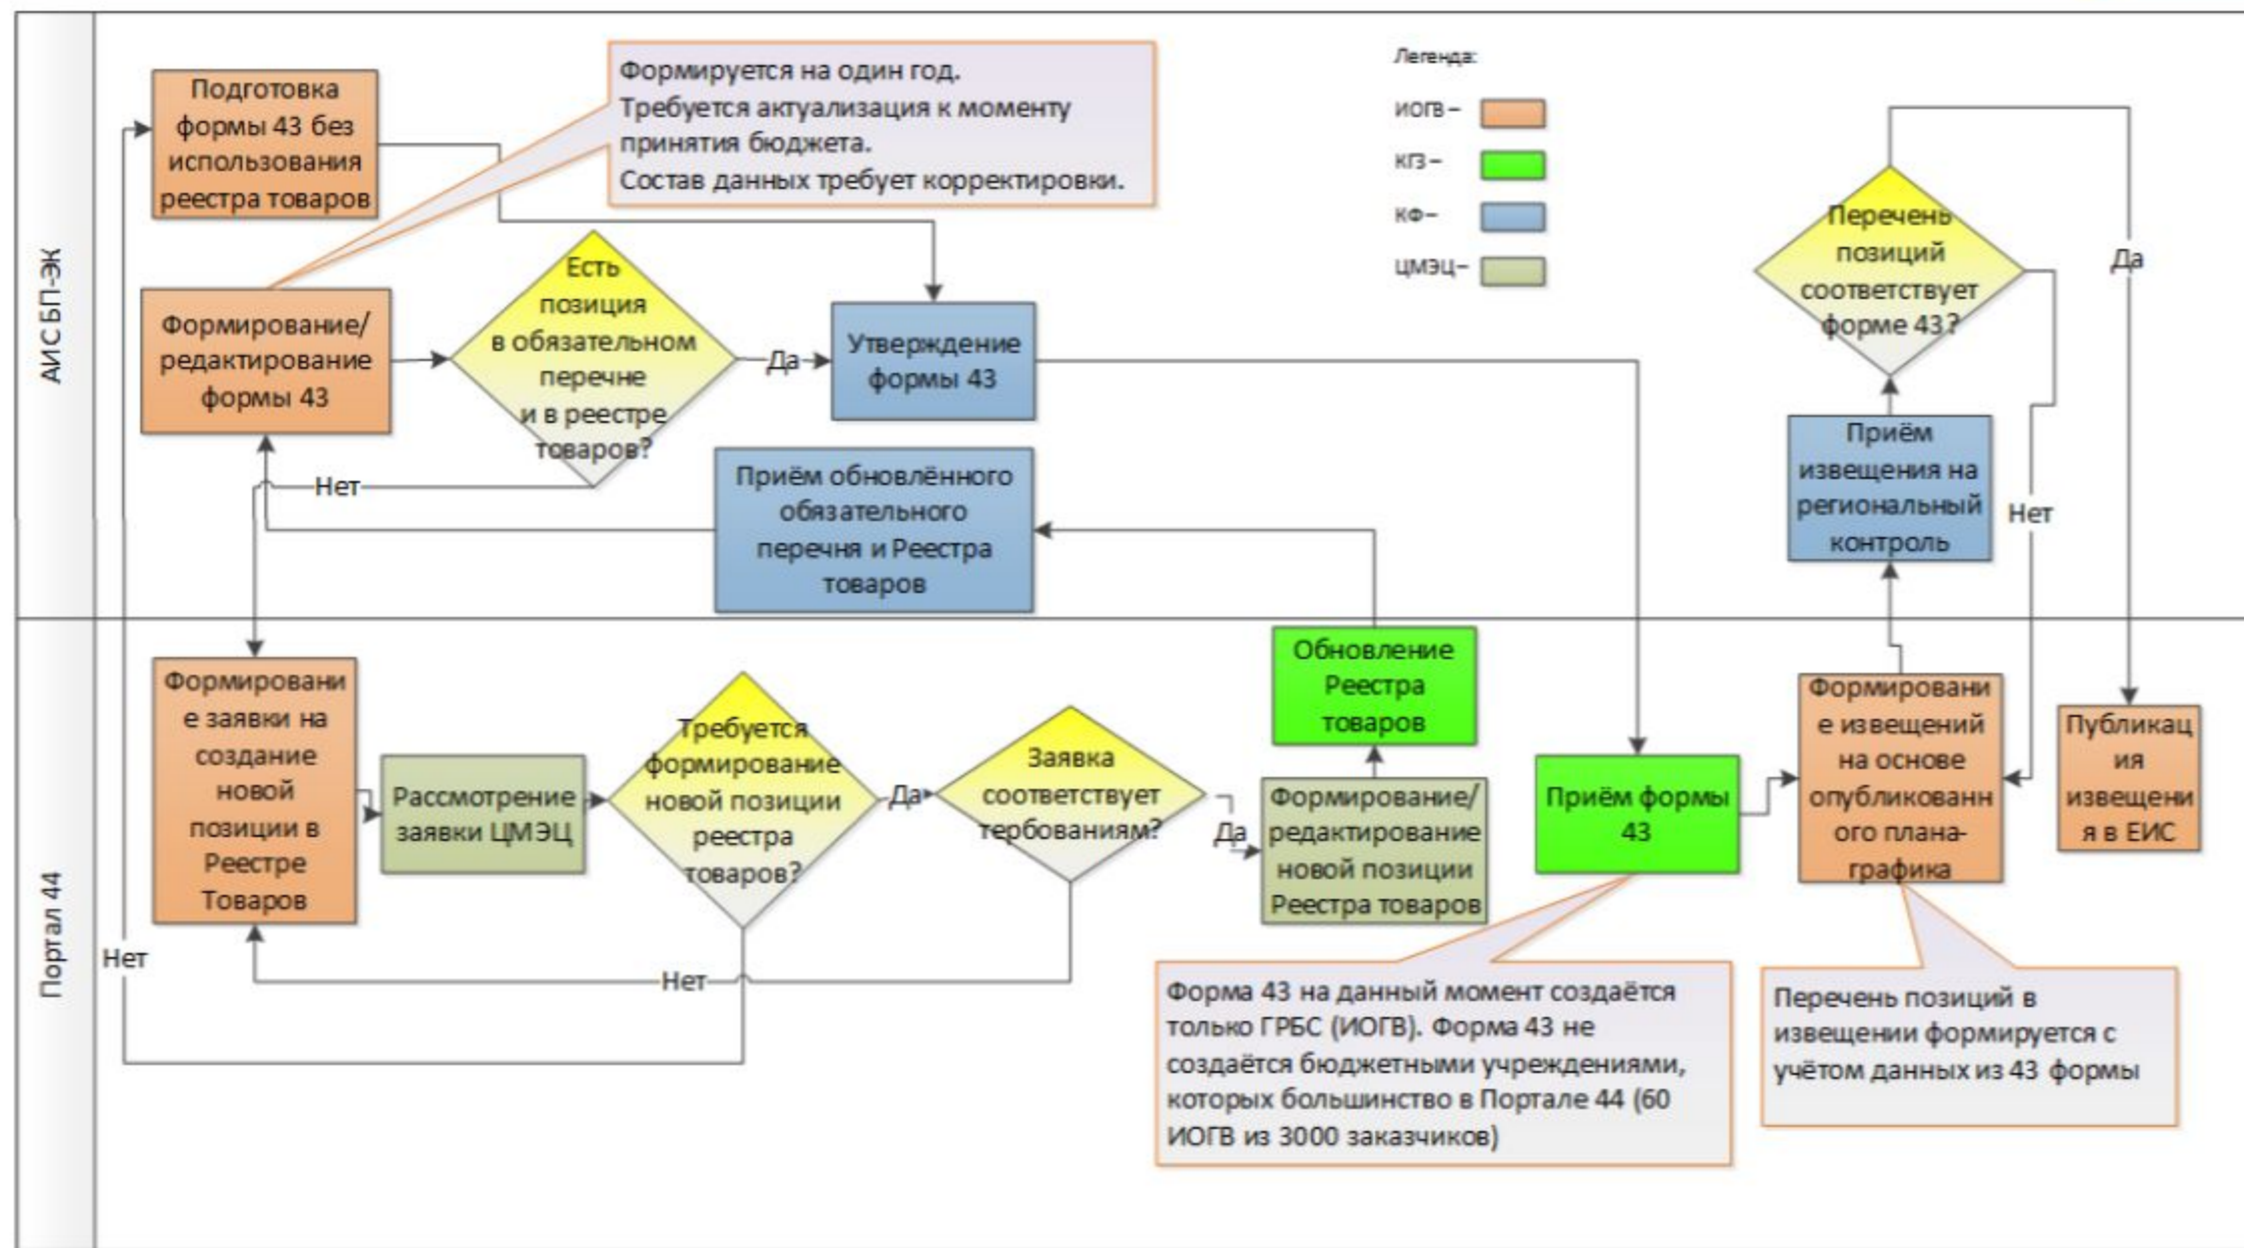 АИС БП-ЭК
Подготовка
формы 43 без
использования
реестра товаров
Формируется на один год.
Требуется актуализация к моменту
принятия бюджета.
Состав данных требует корректировки.
Легенда:
ИОГВ –
КГЗ –
КФ –
ЦМЭЦ –
Формирование/
редактирование
формы 43
Есть
позиция
в обязательном
перечне
и в реестре
товаров?
Да
Нет
Утверждение
формы 43
Приём обновлённого
обязательного
перечня и Реестра
товаров
Перечень
позиций
соответствует
форме 43?
Да
Нет
Приём
извещения на
региональный
контроль
Портал 44
Формировани
е заявки на
создание
новой
позиции в
Реестре
Товаров
Рассмотрение
заявки ЦМЭЦ
Требуется
формирование
новой позиции
реестра
товаров?
Да
Нет
Заявка
соответствует
тербованиям?
Да
Нет
Формирование/
редактирование
новой позиции
Реестра товаров
Обновление
Реестра
товаров
Приём формы
43
Формировани
е извещений
на основе
опубликованн
ого плана-
графика
Публикац
ия
извещени
я в ЕИС
Форма 43 на данный момент создаётся
только ГРБС (ИОГВ). Форма 43 не
создаётся бюджетными учреждениями,
которых большинство в Портале 44 (60
ИОГВ из 3000 заказчиков)
Перечень позиций в
извещении формируется с
учётом данных из 43 формы